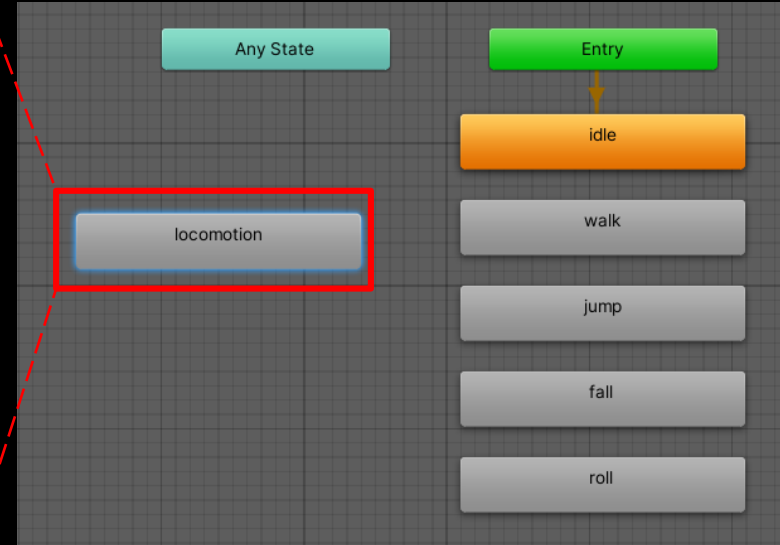 Any State
Entry
idle
locomotion
walk
jump
fall
roll